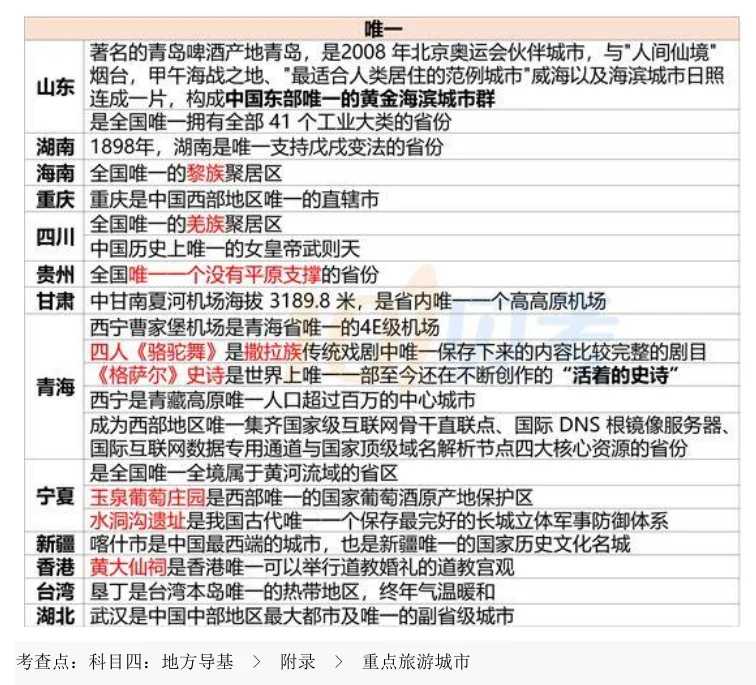 唯一
山东
著名的青岛啤酒产地青岛，是2008 年北京奥运会伙伴城市，与"人间仙境"
烟台，甲午海战之地、"最适合人类居住的范例城市"威海以及海滨城市日照
连成一片，构成中国东部唯一的黄金海滨城市群
是全国唯一拥有全部 41 个工业大类的省份
湖南
1898年，湖南是唯一支持戊戌变法的省份
海南
全国唯一的黎族聚居区
重庆
重庆是中国西部地区唯一的直辖市
四川
全国唯一的羌族聚居区
中国历史上唯一的女皇帝武则天
贵州
全国唯一一个没有平原支撑的省份
甘肃
中甘南夏河机场海拔 3189.8 米，是省内唯一一个高高原机场
青海
西宁曹家堡机场是青海省唯一的4E级机场
四人《骆驼舞》是撒拉族传统戏剧中唯一保存下来的内容比较完整的剧目
《格萨尔》史诗是世界上唯一一部至今还在不断创作的“活着的史诗”
西宁是青藏高原唯一人口超过百万的中心城市
成为西部地区唯一集齐国家级互联网骨干直联点、国际 DNS 根镜像服务器、
国际互联网数据专用通道与国家顶级域名解析节点四大核心资源的省份
宁夏
是全国唯一全境属于黄河流域的省区
玉泉葡萄庄园是西部唯一的国家葡萄酒原产地保护区
水洞沟遗址是我国古代唯一一个保存最完好的长城立体军事防御体系
新疆
喀什市是中国最西端的城市，也是新疆唯一的国家历史文化名城
香港
黄大仙祠是香港唯一可以举行道教婚礼的道教宫观
台湾
垦丁是台湾本岛唯一的热带地区，终年气温暖和
湖北
武汉是中国中部地区最大都市及唯一的副省级城市
考查点：科目四：地方导基 > 附录 > 重点旅游城市